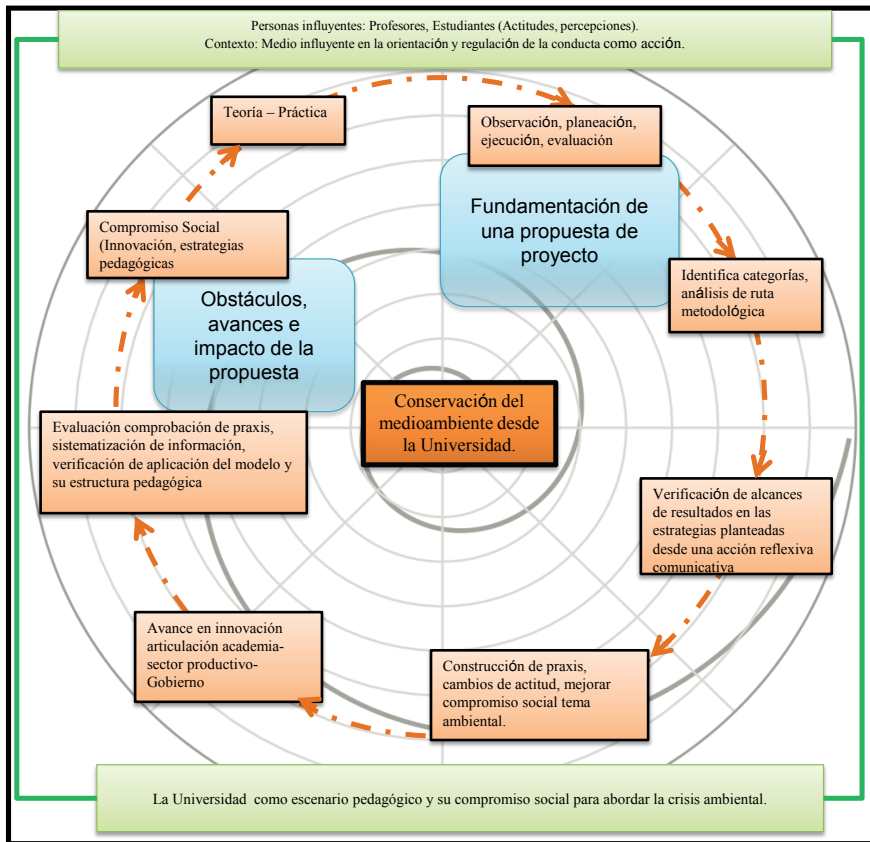 Personas influyentes: Profesores, Estudiantes (Actitudes, percepciones).
Contexto: Medio influyente en la orientación y regulación de la conducta como acción.
Teoría – Práctica
Observación, planeación,
ejecución, evaluación
Fundamentación de
una propuesta de
proyecto
Compromiso Social
(Innovación, estrategias
pedagógicas
Obstáculos,
avances e
impacto de la
propuesta
Identifica categorías,
análisis de ruta
metodológica
Conservación del
medioambiente desde
la Universidad.
Evaluación comprobación de praxis,
sistematización de información,
verificación de aplicación del modelo y
su estructura pedagógica
Verificación de alcances
de resultados en las
estrategias planteadas
desde una acción reflexiva
comunicativa
Avance en innovación
articulación academia-
sector productivo-
Gobierno
Construcción de praxis,
cambios de actitud, mejorar
compromiso social tema
ambiental.
La Universidad como escenario pedagógico y su compromiso social para abordar la crisis ambiental.